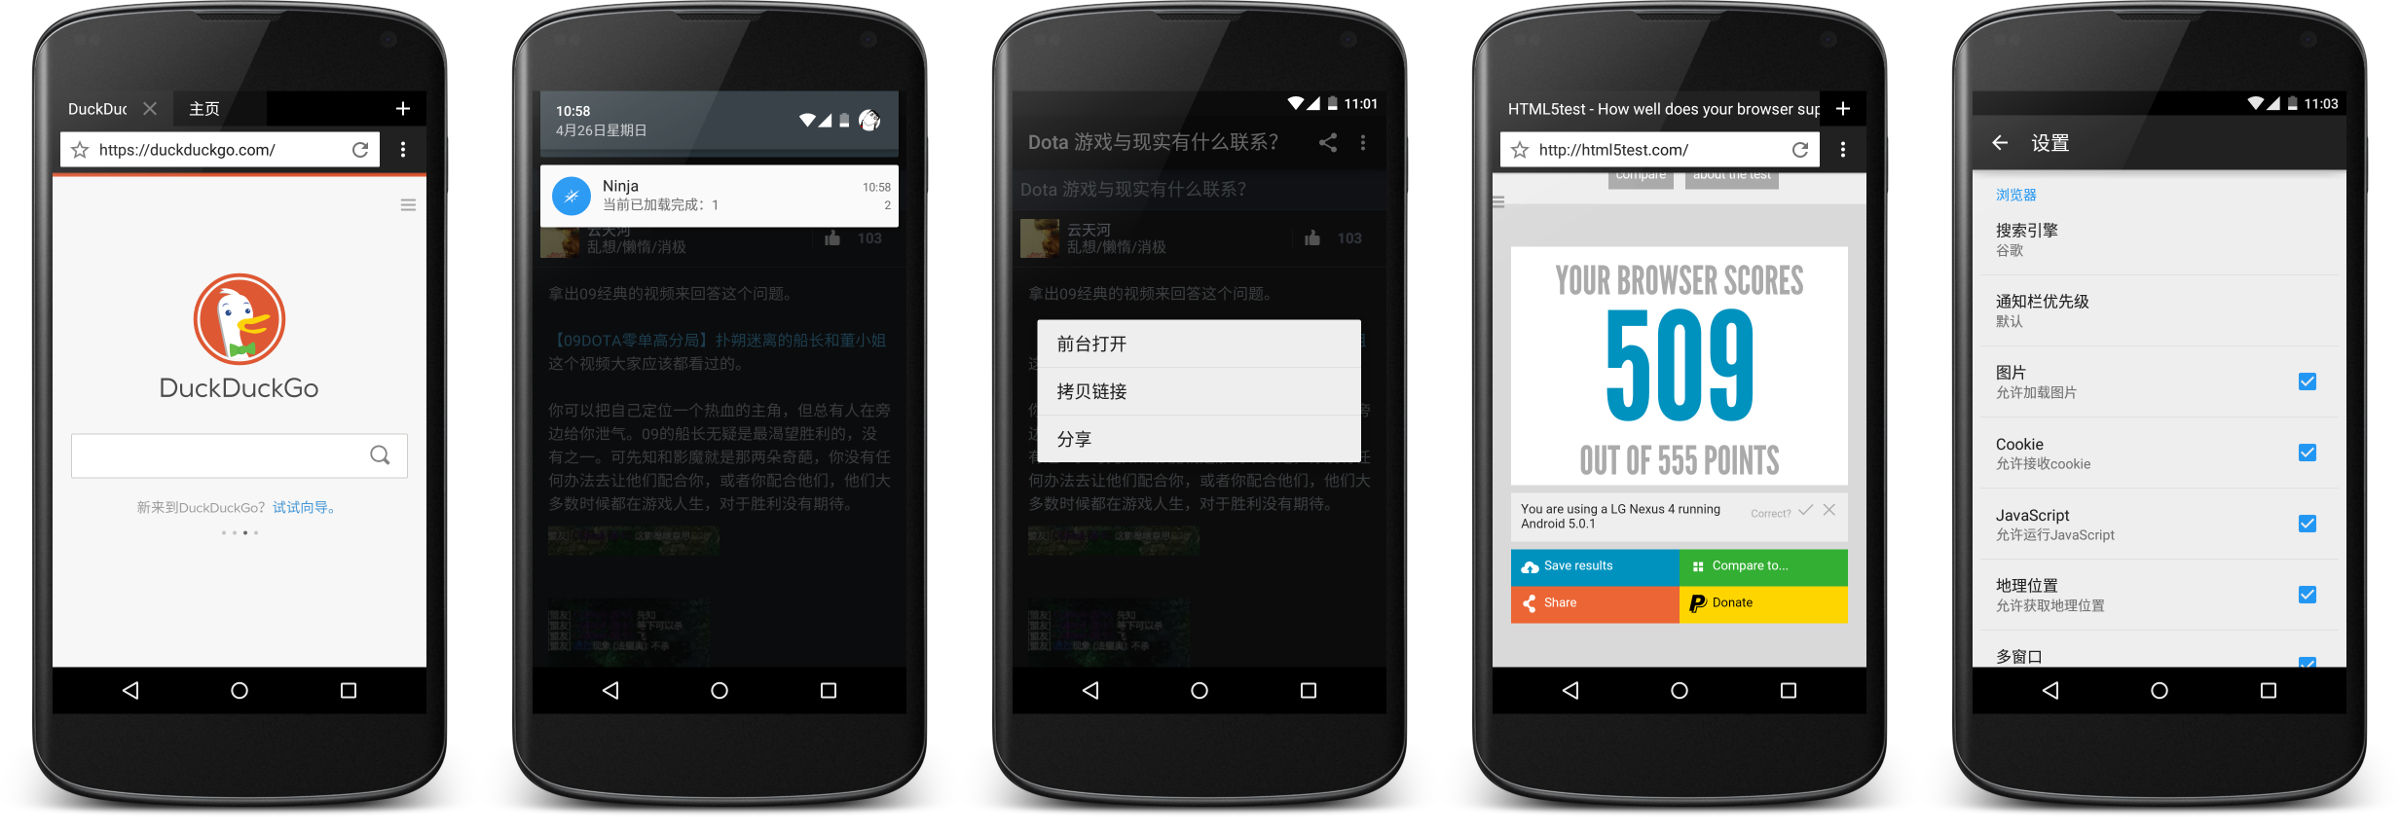 DuckDuc
主页
https://duckduckgo.com/
DuckDuckGo
新来到DuckDuckGo？试试向导。
10:58
4月26日星期日
Ninja
10:58
当前已加载完成：1
2
云天河
乱想/懒惰/消极
103
拿出09经典的视频来回答这个问题。
【09DOTA零单高分局】扑朔迷离的船长和董小姐
这个视频大家应该都看过的。
你可以把自己定位一个热血的主角，但总有人在旁
边给你泄气。09的船长无疑是最渴望胜利的，没
有之一。可先知和影魔就是那两朵奇葩，你没有任
何办法去让他们配合你，或者你配合他们，他们大
多数时候都在游戏人生，对于胜利没有期待。
11:01
Dota 游戏与现实有什么联系？
Dota 游戏与现实有什么联系？
云天河
乱想/懒惰/消极
103
拿出09经典的视频来回答这个问题。
前台打开
拷贝链接
分享
何办法去让他们配合你，或者你配合他们，他们大
多数时候都在游戏人生，对于胜利没有期待。
HTML5test - How well does your browser sup
http://html5test.com/
compare
about the test
YOUR BROWSER SCORES
509
OUT OF 555 POINTS
You are using a LG Nexus 4 running
Android 5.0.1
Correct?
Save results
Compare to...
Share
Donate
11:03
设置
浏览器
搜索引擎
谷歌
通知栏优先级
默认
图片
允许加载图片
Cookie
允许接收cookie
JavaScript
允许运行JavaScript
地理位置
允许获取地理位置
多窗口